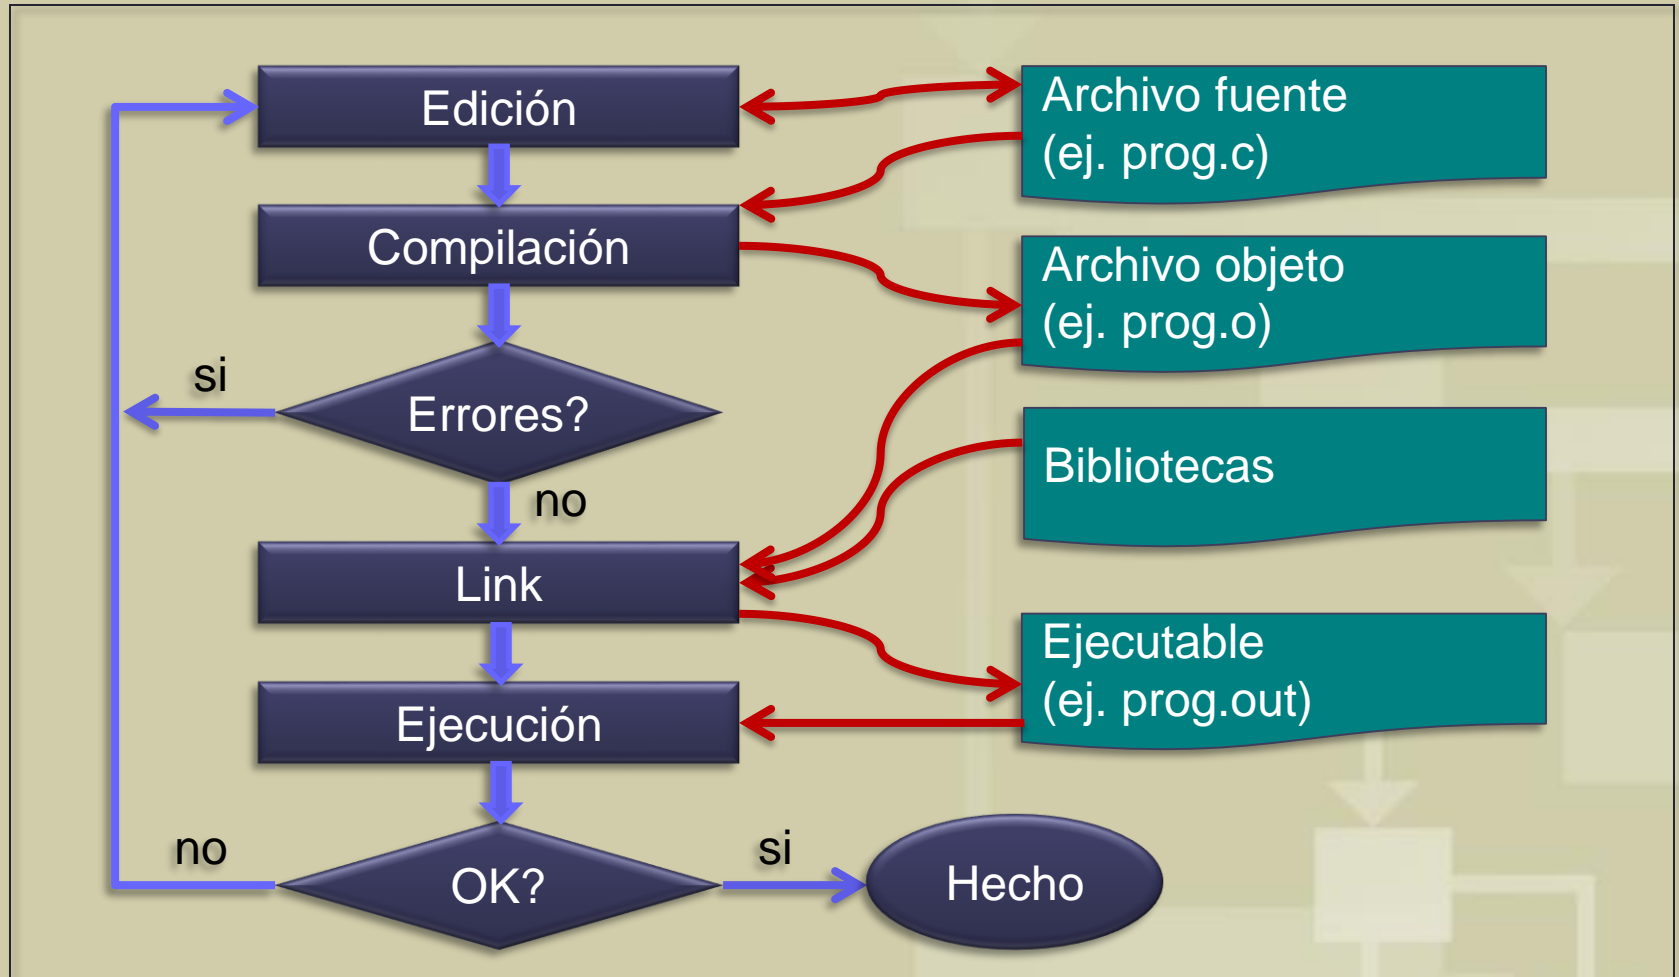 Edición
Archivo fuente
(ej. prog.c)
Compilación
Archivo objeto
(ej. prog.o)
si
Errores?
Bibliotecas
no
Link
Ejecutable
(ej. prog.out)
Ejecución
no
OK?
si
Hecho